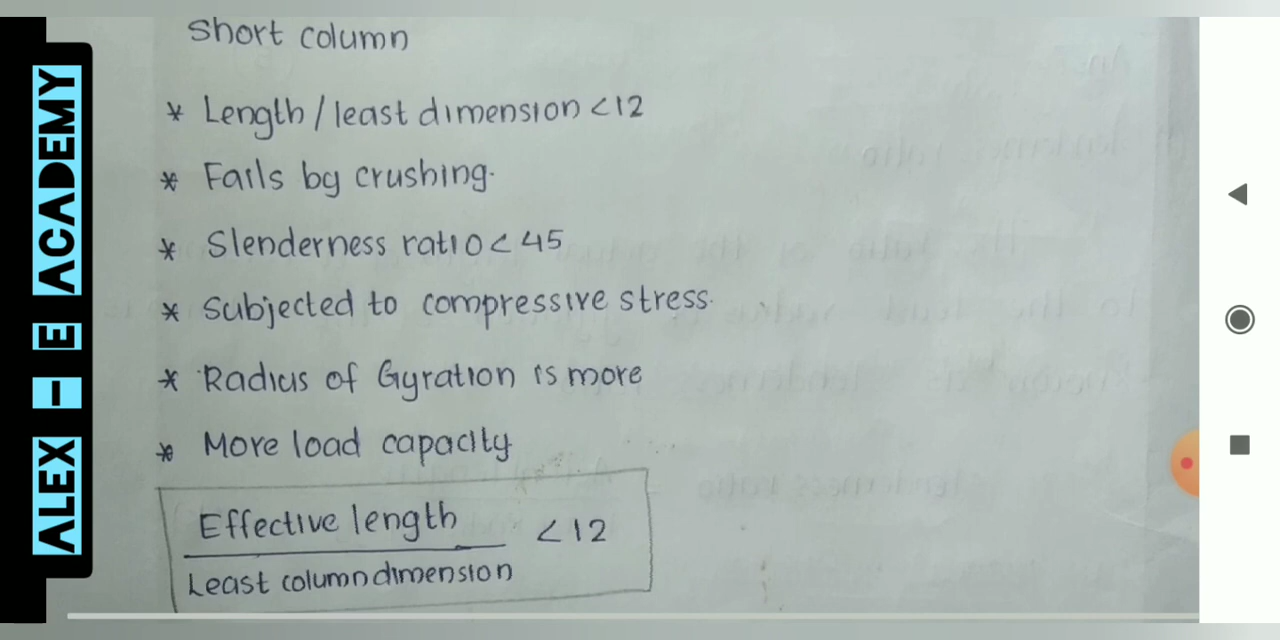 Short column
* Length / least dimension < 12
* Fails by crushing.
* Slenderness ratio < 45
* Subjected to compressive stress.
* Radius of Gyration is more
* More load capacity
Effective length
< 12
Least column dimension
ALEX - E ACADEMY